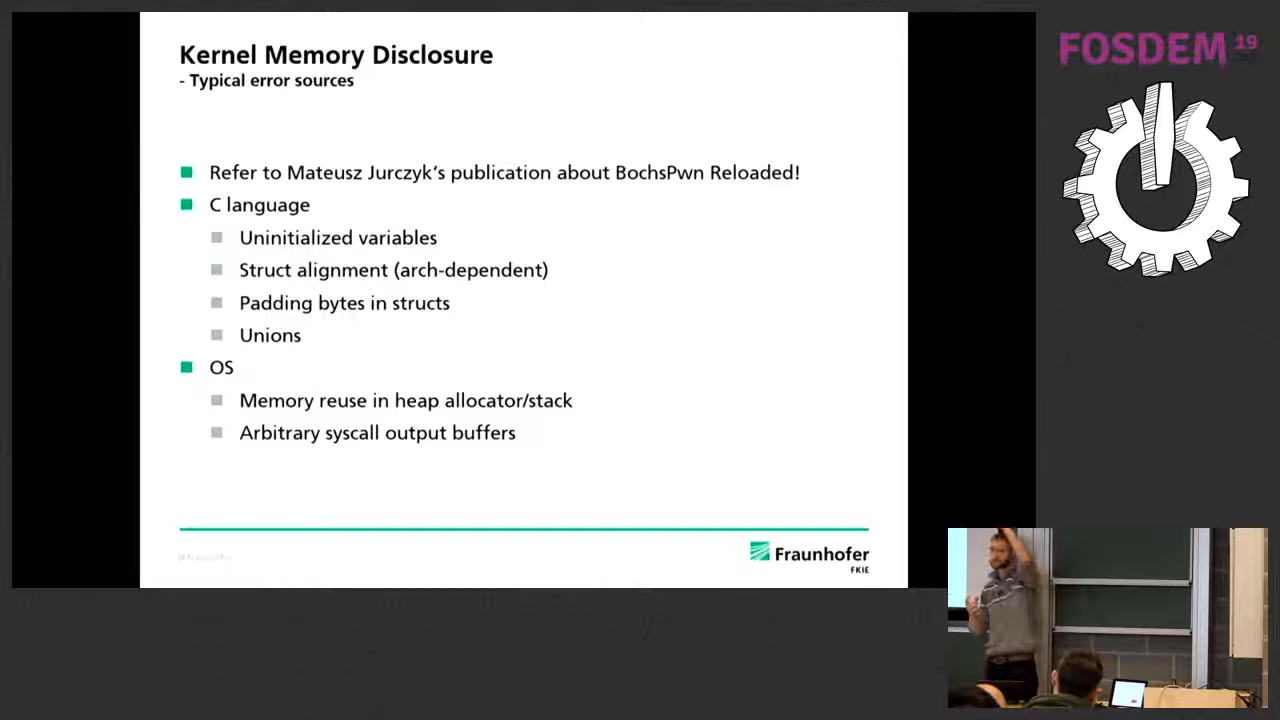 Kernel Memory Disclosure
- Typical error sources
Refer to Mateusz Jurczyk's publication about BochsPwn Reloaded!
C language
Uninitialized variables
Struct alignment (arch-dependent)
Padding bytes in structs
Unions
OS
Memory reuse in heap allocator/stack
Arbitrary syscall output buffers
Fraunhofer
FKIE
FOSDEM 19